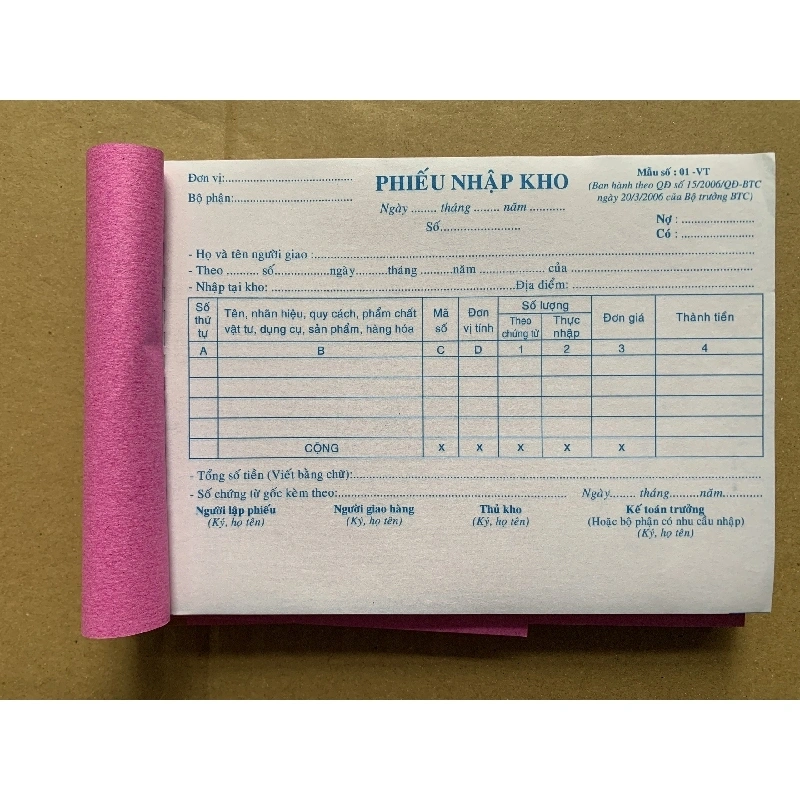 Đơn vị:......................................
PHIẾU NHẬP KHO
Mẫu số : 01 -VT
(Ban hành theo QĐ số 15/2006/QĐ-BTC
ngày 20/3/2006 của Bộ trưởng BTC)
Bộ phận:...................................
Ngày ........ tháng ........ năm ...........
Số........................
Nợ : ......................
Có : ......................
- Họ và tên người giao :..........................................................................
- Theo .......... số.............ngày.........tháng ..........năm .................... của ........................................
- Nhập tại kho: ..........................................................Địa điểm: ..............................................
Số thứ tự
Tên, nhãn hiệu, quy cách, phẩm chất vật tư, dụng cụ, sản phẩm, hàng hóa
Mã số
Đơn vị tính
Số lượng
Theo chứng từ
Thực nhập
Đơn giá
Thành tiền
A B C D 1 2 3 4
CỘNG x x x x x
- Tổng số tiền (Viết bằng chữ):..........................................................................
- Số chứng từ gốc kèm theo:............................................................ Ngày........ tháng.........năm............
Người lập phiếu Người giao hàng Thủ kho Kế toán trưởng
(Ký, họ tên) (Ký, họ tên) (Ký, họ tên) (Hoặc bộ phận có nhu cầu nhập)
(Ký, họ tên)